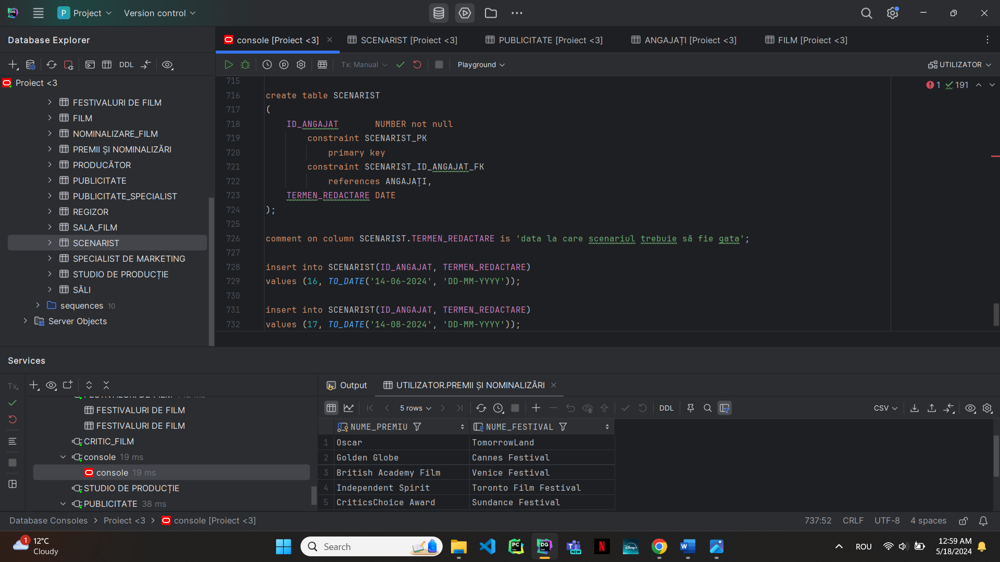 Project
Version control
Database Explorer
console [Proiect <3]
SCENARIST [Proiect <3]
PUBLICITATE [Proiect <3]
ANGAJAȚI [Proiect <3]
FILM [Proiect <3]
DDL
Tx: Manual
Playground
UTILIZATOR
Proiect <3
FESTIVALURI DE FILM
FILM
NOMINALIZARE_FILM
PREMII ȘI NOMINALIZĂRI
PRODUCĂTOR
PUBLICITATE
PUBLICITATE_SPECIALIST
REGIZOR
SALA_FILM
SCENARIST
SPECIALIST DE MARKETING
STUDIO DE PRODUCȚIE
SĂLI
sequences 10
Server Objects
1 191
715
716 create table SCENARIST
717 (
718 ID_ANGAJAT NUMBER not null
719 constraint SCENARIST_PK
720 primary key
721 constraint SCENARIST_ID_ANGAJAT_FK
722 references ANGAJAȚI,
723 TERMEN_REDACTARE DATE
724 );
725
726 comment on column SCENARIST.TERMEN_REDACTARE is 'data la care scenariul trebuie să fie gata';
727
728 insert into SCENARIST(ID_ANGAJAT, TERMEN_REDACTARE)
729 values (16, TO_DATE('14-06-2024', 'DD-MM-YYYY'));
730
731 insert into SCENARIST(ID_ANGAJAT, TERMEN_REDACTARE)
732 values (17, TO_DATE('14-08-2024', 'DD-MM-YYYY'));
Services
Tx
FESTIVALURI DE FILM
FESTIVALURI DE FILM
FESTIVALURI DE FILM
CRITIC_FILM
console 19 ms
console 19 ms
STUDIO DE PRODUCȚIE
PUBLICITATE 38 ms
Output
UTILIZATOR.PREMII ȘI NOMINALIZĂRI
5 rows
DDL
CSV
NUME_PREMIU NUME_FESTIVAL
1 Oscar TomorrowLand
2 Golden Globe Cannes Festival
3 British Academy Film Venice Festival
4 Independent Spirit Toronto Film Festival
5 CriticsChoice Award Sundance Festival
Database Consoles > Proiect <3 > console [Proiect <3]
737:52 CRLF UTF-8 4 spaces
1
12°C
Cloudy
Search
NEW
ROU
12:59 AM
5/18/2024